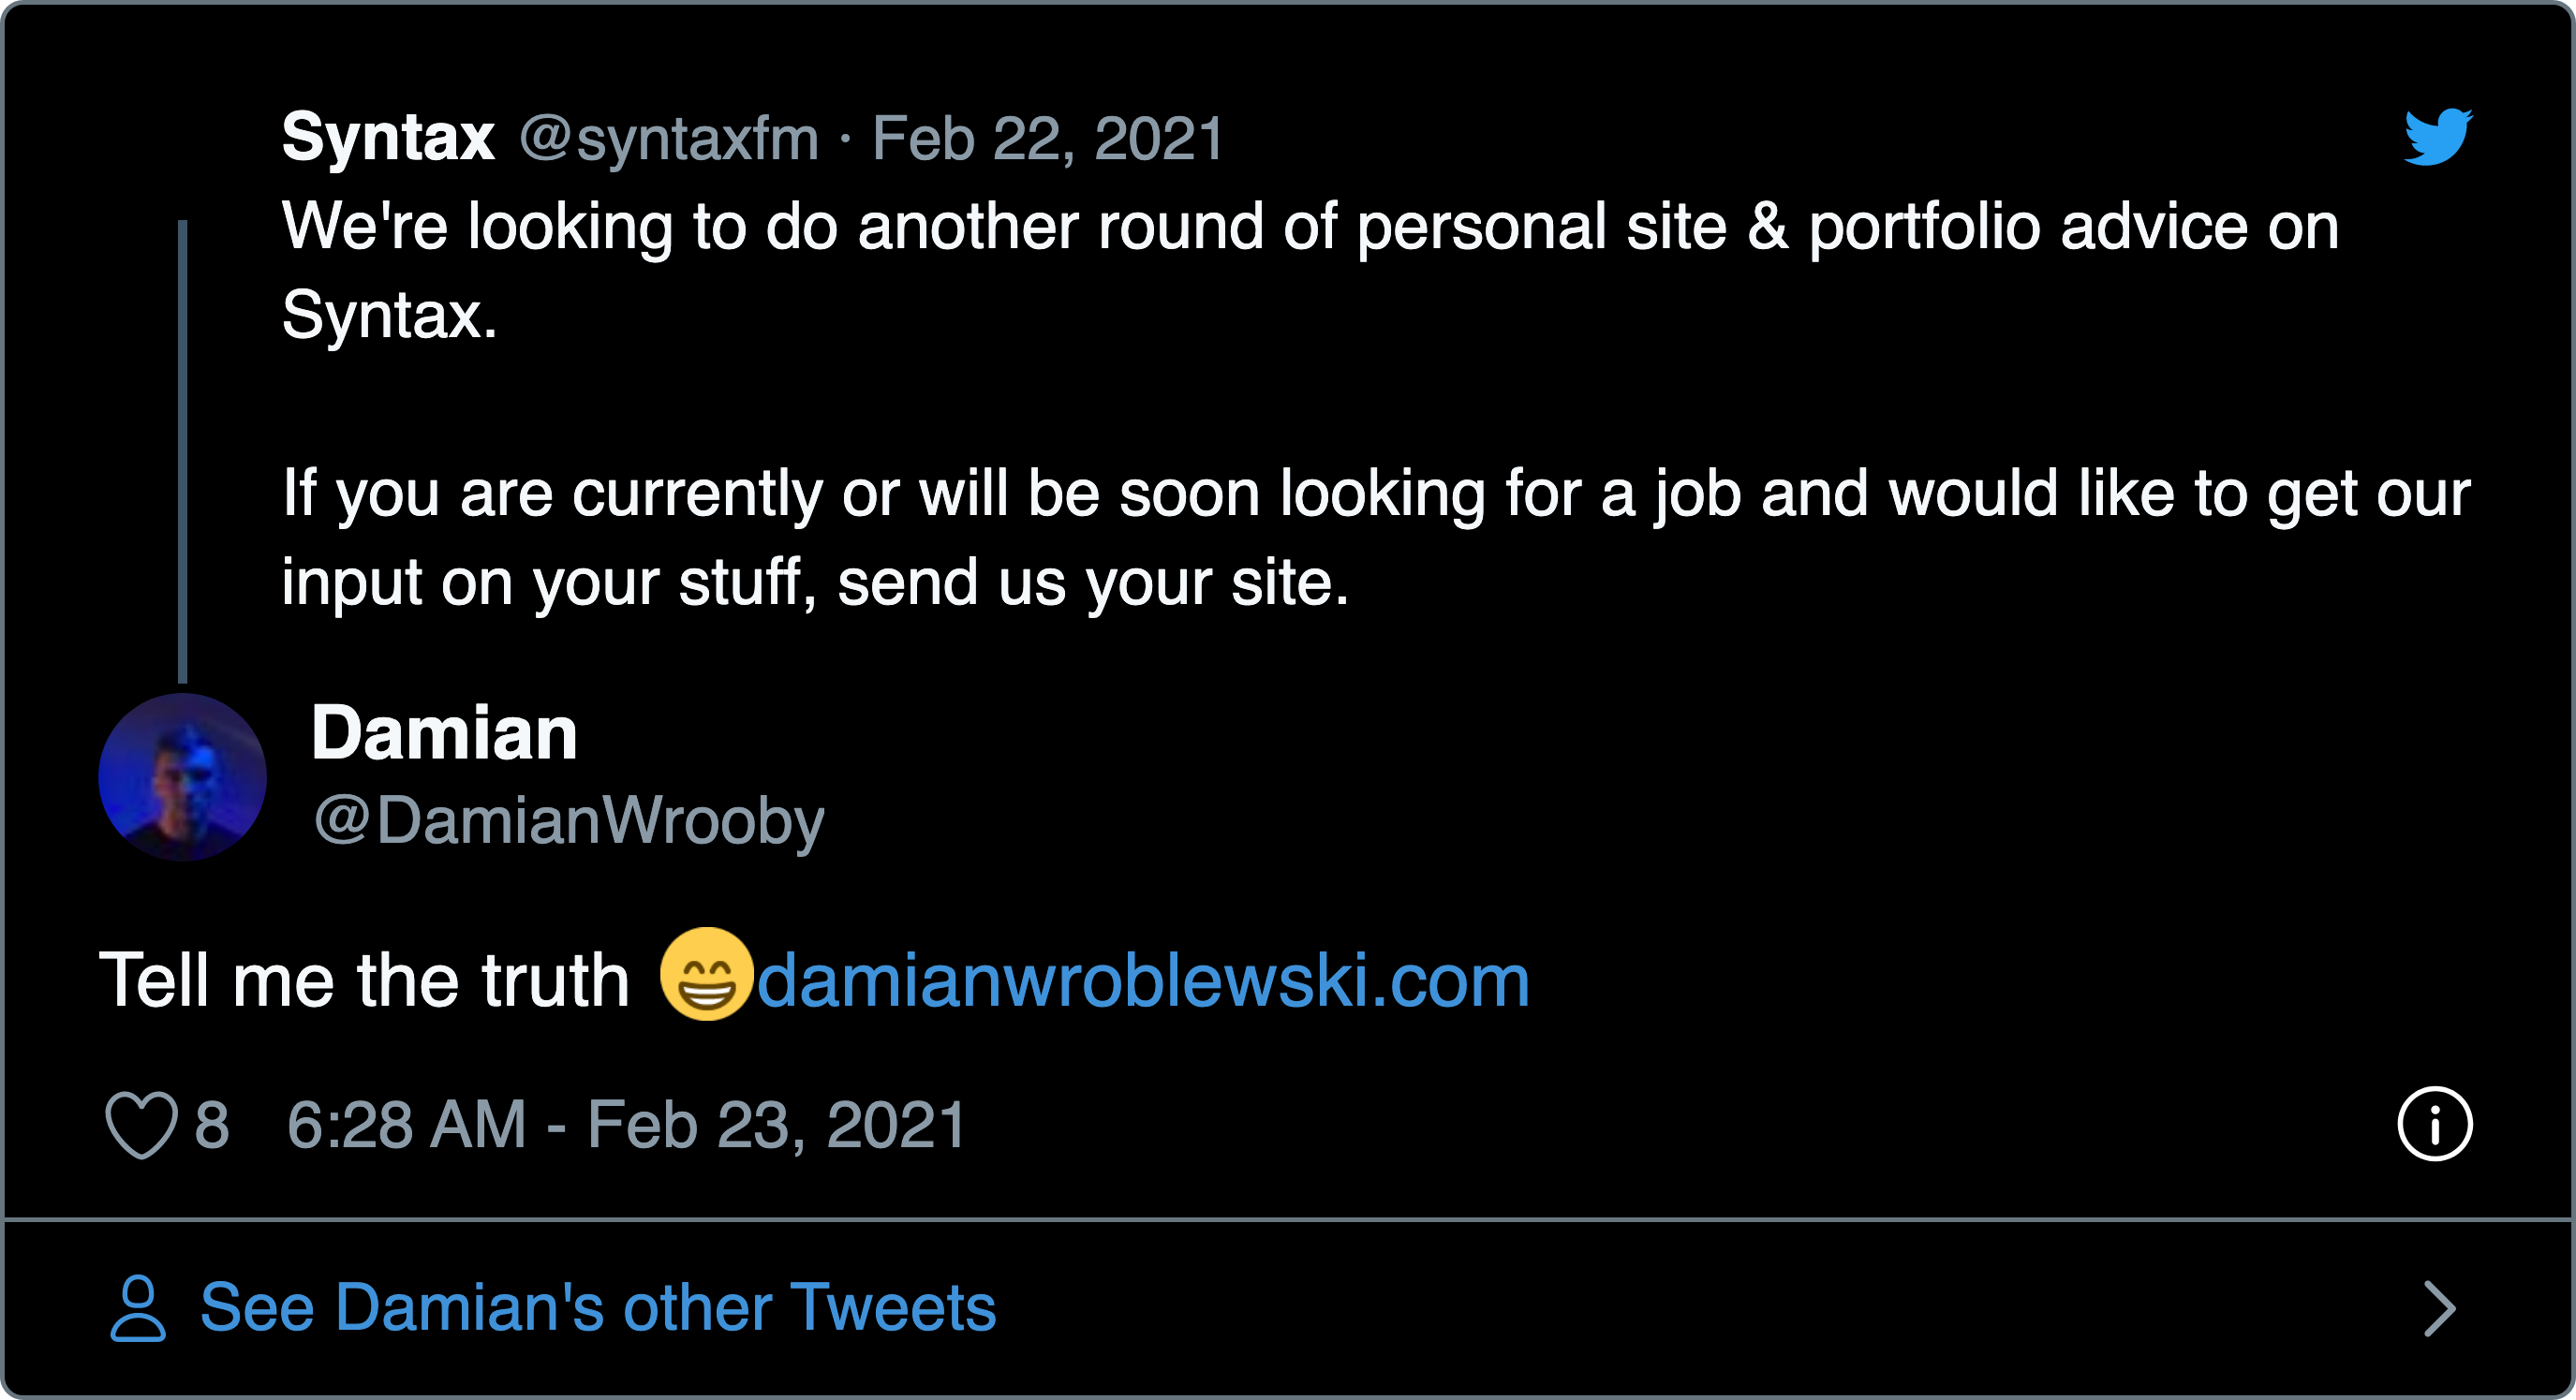 Syntax @syntaxfm · Feb 22, 2021
We're looking to do another round of personal site & portfolio advice on
Syntax.
If you are currently or will be soon looking for a job and would like to get our
input on your stuff, send us your site.
Damian
@DamianWrooby
Tell me the truth 😁damianwroblewski.com
8 6:28 AM - Feb 23, 2021
See Damian's other Tweets